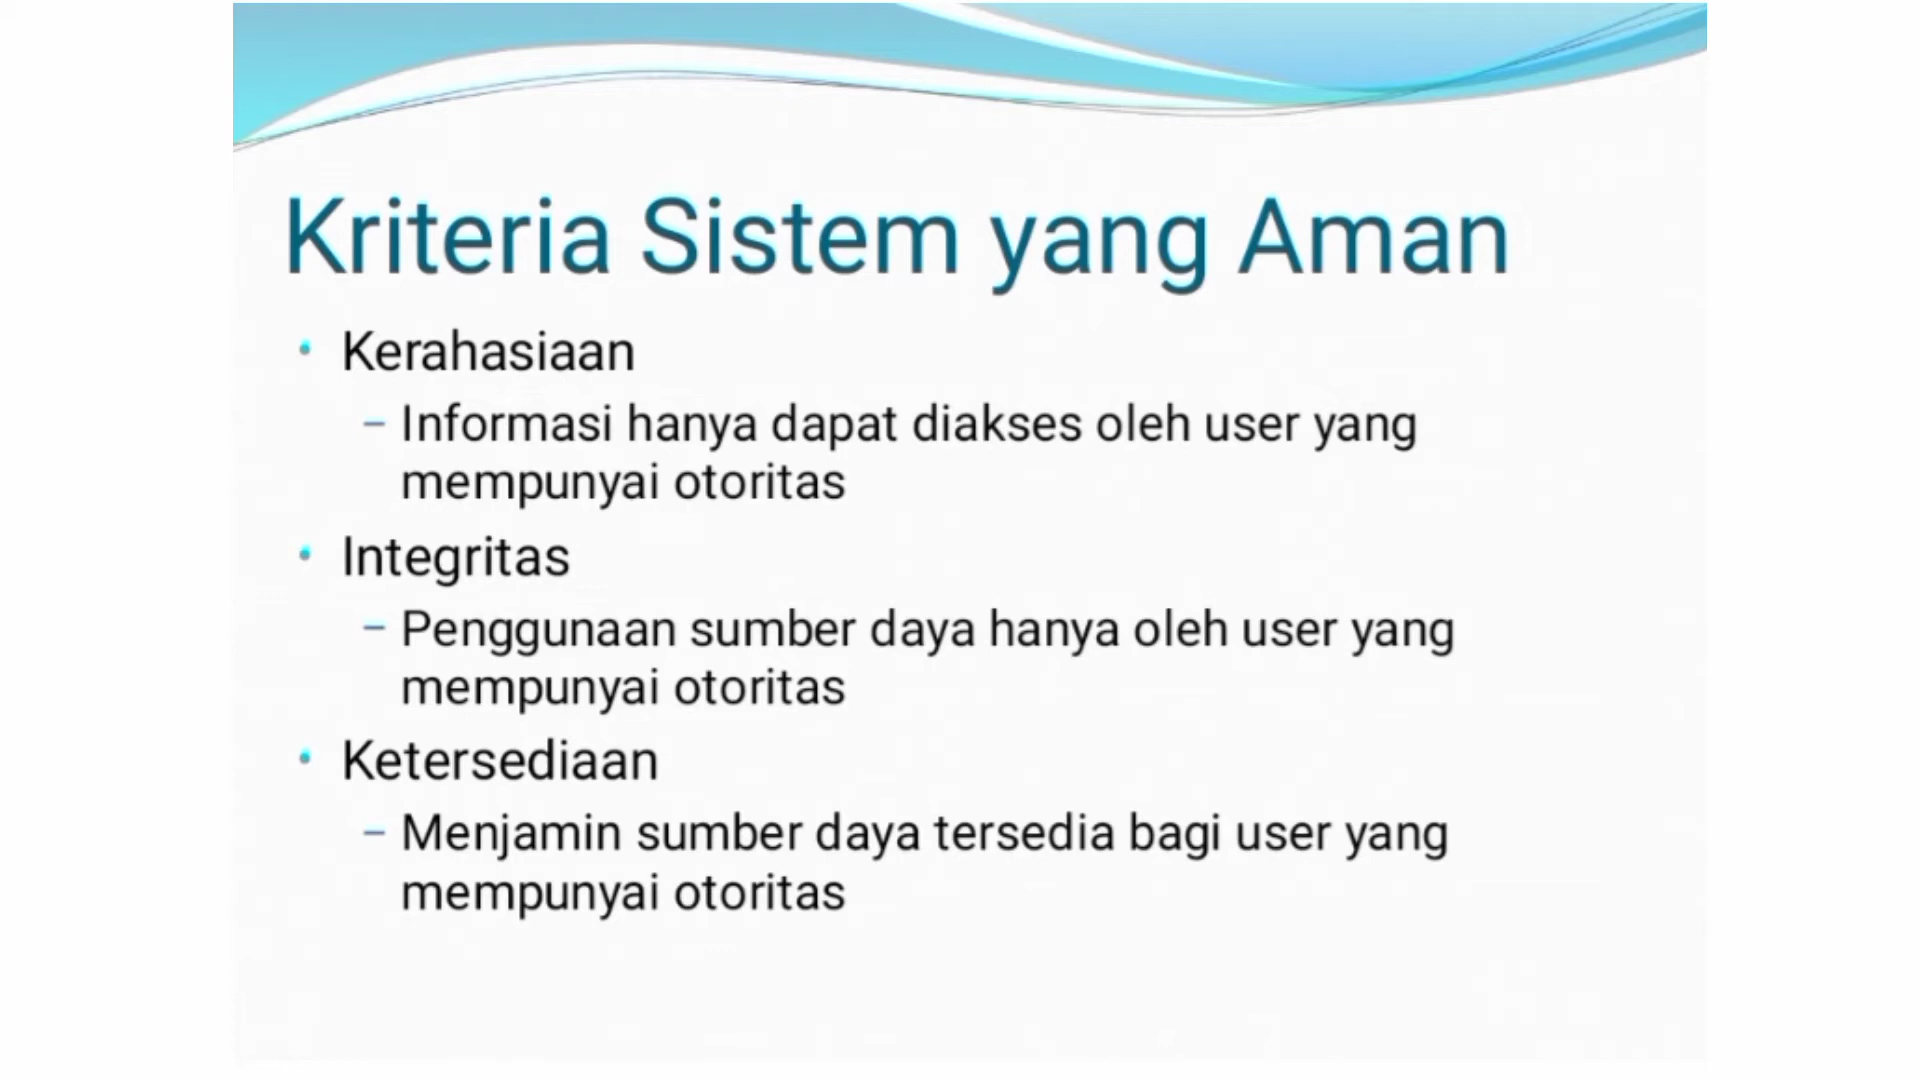 Kriteria Sistem yang Aman
• Kerahasiaan
– Informasi hanya dapat diakses oleh user yang
mempunyai otoritas
• Integritas
– Penggunaan sumber daya hanya oleh user yang
mempunyai otoritas
• Ketersediaan
– Menjamin sumber daya tersedia bagi user yang
mempunyai otoritas